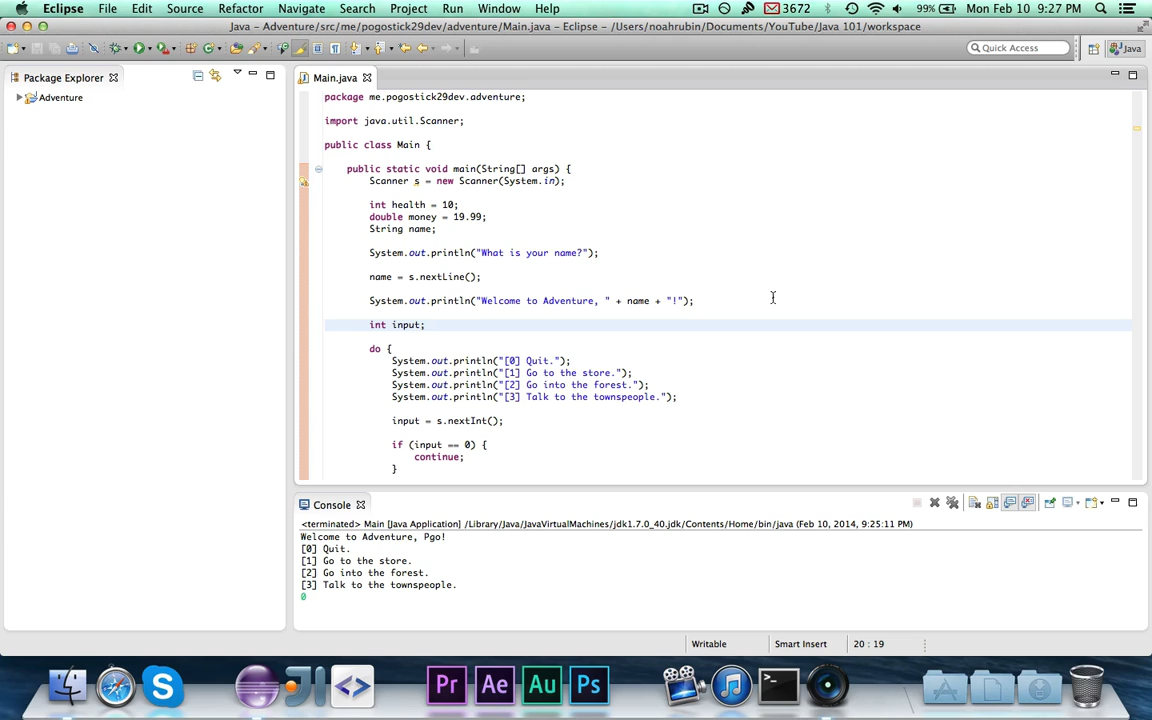 Eclipse File Edit Source Refactor Navigate Search Project Run Window Help 3672 99% Mon Feb 10 9:27 PM
Java – Adventure/src/me/pogostick29dev/adventure/Main.java – Eclipse – /Users/noahrubin/Documents/YouTube/Java 101/workspace
Quick Access Java
Package Explorer
Adventure
Main.java
package me.pogostick29dev.adventure;
import java.util.Scanner;
public class Main {
public static void main(String[] args) {
Scanner s = new Scanner(System.in);
int health = 10;
double money = 19.99;
String name;
System.out.println("What is your name?");
name = s.nextLine();
System.out.println("Welcome to Adventure, " + name + "!");
int input;
do {
System.out.println("[0] Quit.");
System.out.println("[1] Go to the store.");
System.out.println("[2] Go into the forest.");
System.out.println("[3] Talk to the townspeople.");
input = s.nextInt();
if (input == 0) {
continue;
}
Console
<terminated> Main [Java Application] /Library/Java/JavaVirtualMachines/jdk1.7.0_40.jdk/Contents/Home/bin/java (Feb 10, 2014, 9:25:11 PM)
Welcome to Adventure, Pgo!
[0] Quit.
[1] Go to the store.
[2] Go into the forest.
[3] Talk to the townspeople.
0
Writable Smart Insert 20 : 19
Pr Ae Au Ps